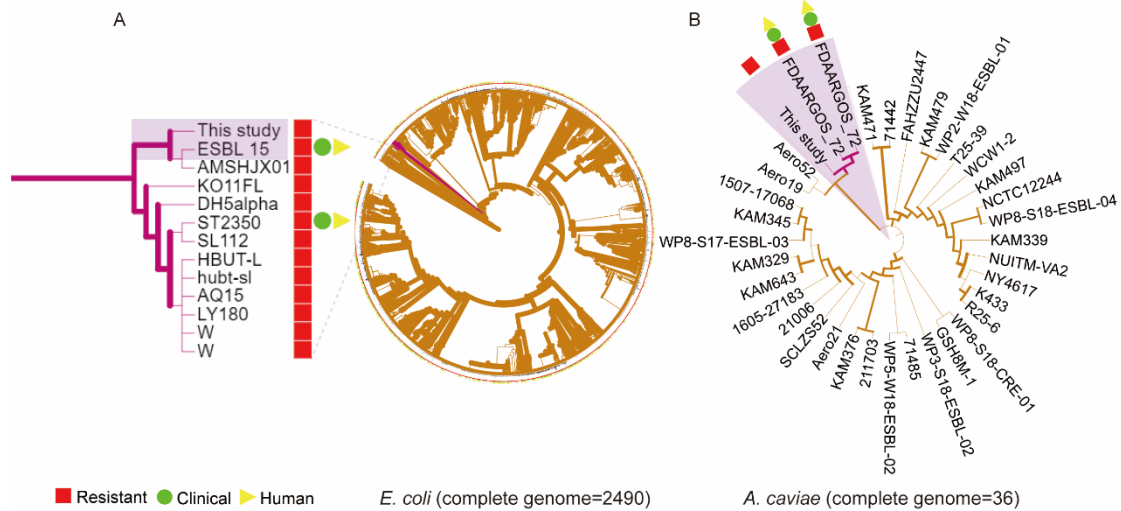 A
This study
ESBL 15
AMSHJX01
KO11FL
DH5alpha
ST2350
SL112
HBUT-L
hubt-sl
AQ15
LY180
W
W
Resistant
Clinical
Human
E. coli (complete genome=2490)
B
This study
FDAARGOS_72
FDAARGOS_72
KAM471
71442
FAHZZU2447
KAM479
WP2-W18-ESBL-01
T25-39
WCW1-2
KAM497
NCTC12244
WP8-S18-ESBL-04
KAM339
NUITM-VA2
NY4617
K433
R25-6
WP8-S18-CRE-01
GSH8M-1
WP3-S18-ESBL-02
71485
WP5-W18-ESBL-02
211703
KAM376
Aero21
SCLZS52
21006
1605-27183
KAM643
KAM329
WP8-S17-ESBL-03
KAM345
1507-17068
Aero19
Aero52
A. caviae (complete genome=36)